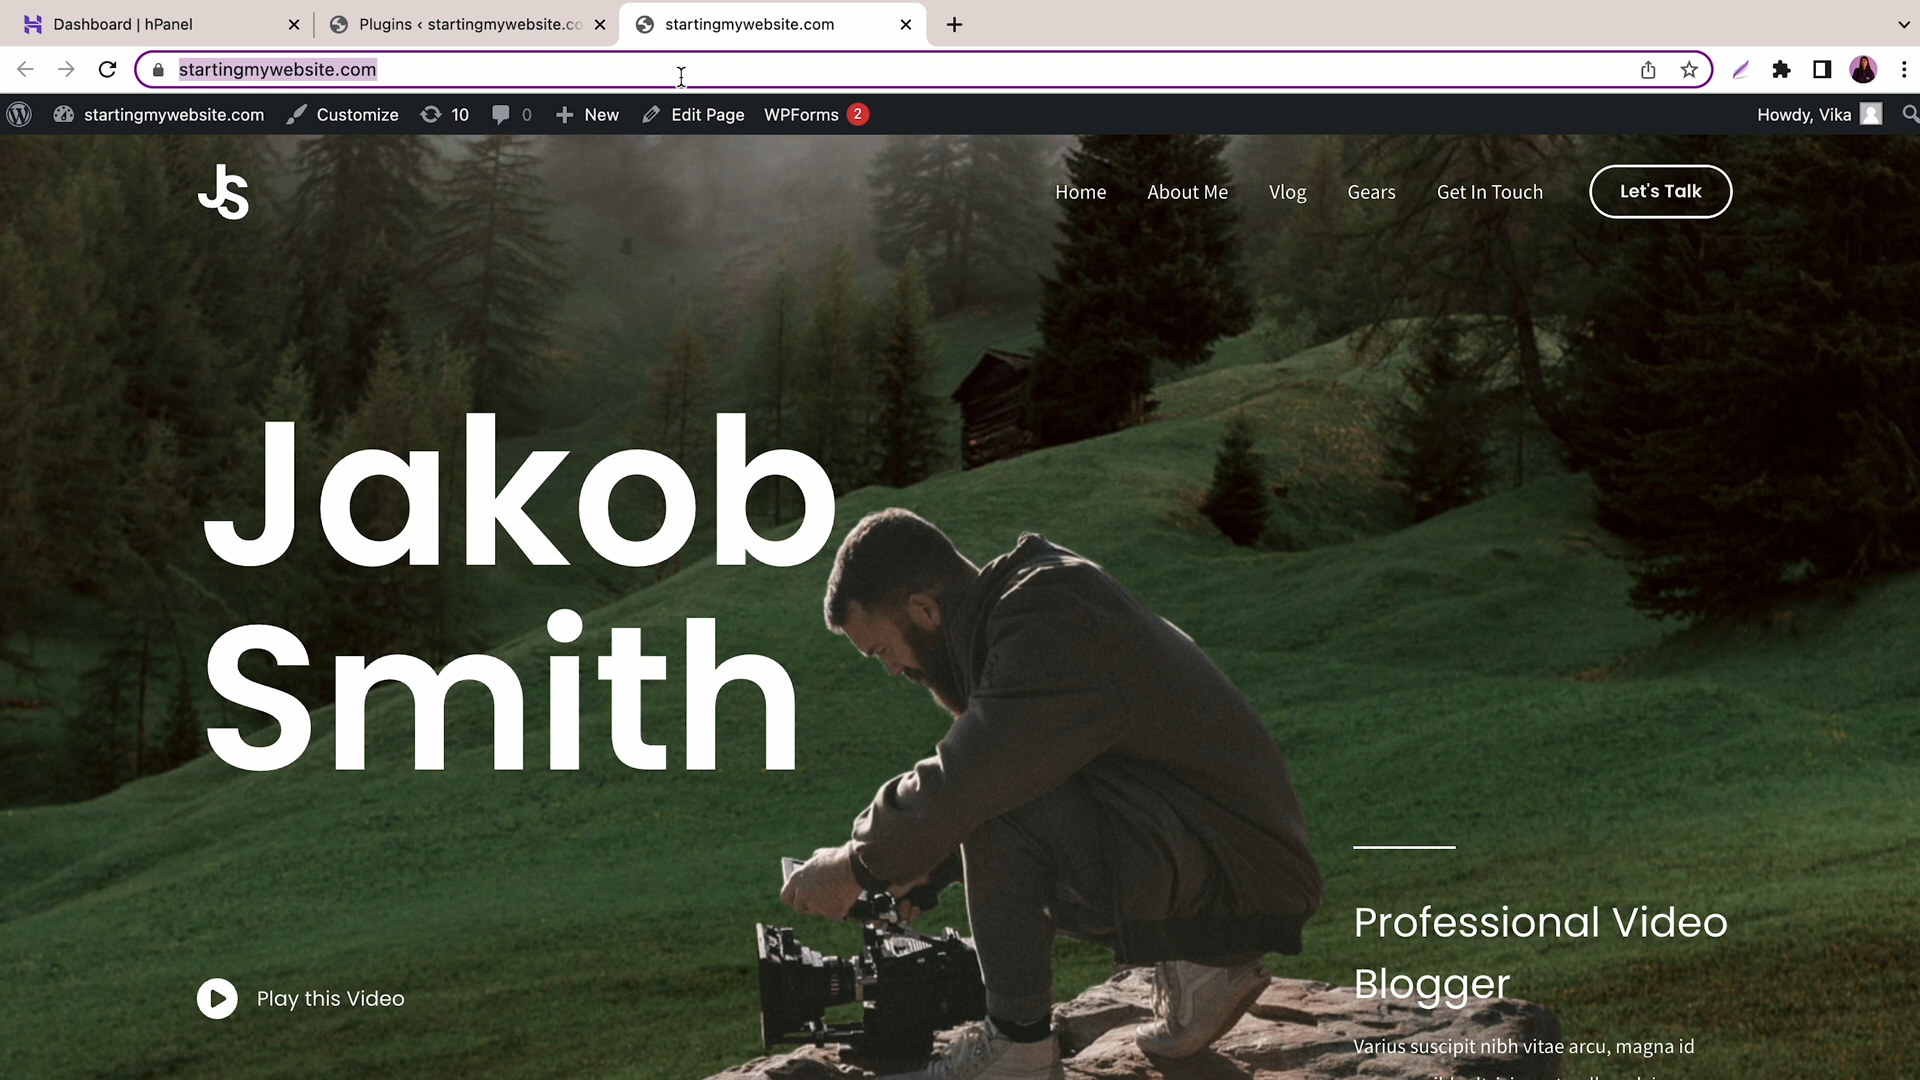 Dashboard | hPanel
Plugins ‹ startingmywebsite.co
startingmywebsite.com
startingmywebsite.com
startingmywebsite.com
Customize
10
0
New
Edit Page
WPForms
2
Howdy, Vika
JS
Home
About Me
Vlog
Gears
Get In Touch
Let's Talk
Jakob
Smith
Professional Video
Blogger
Play this Video
Varius suscipit nibh vitae arcu, magna id